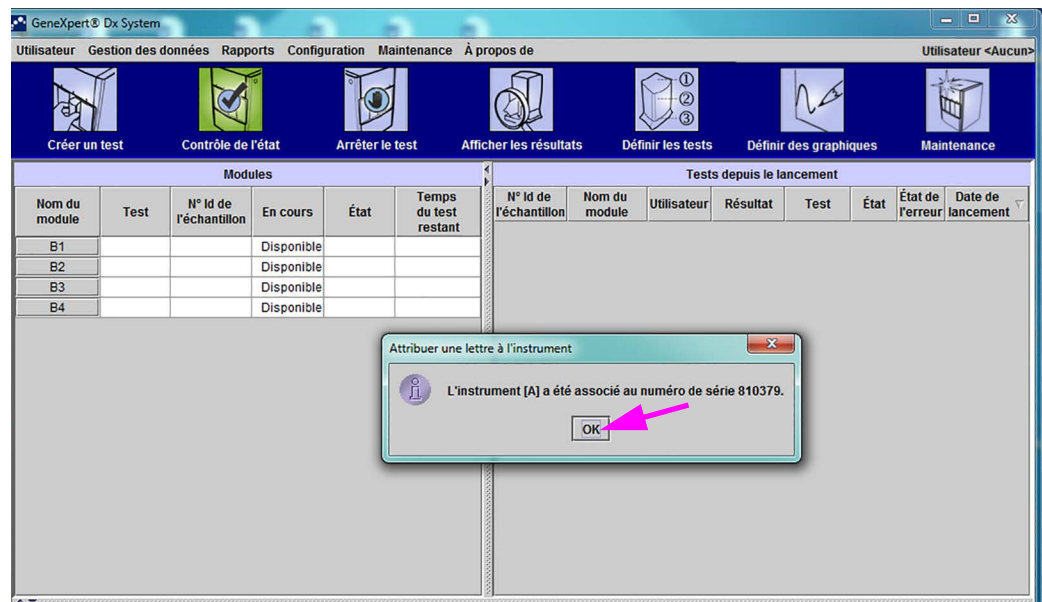 GeneXpert® Dx System
Utilisateur Gestion des données Rapports Configuration Maintenance À propos de Utilisateur <Aucun>
Créer un test Contrôle de l'état Arrêter le test Afficher les résultats Définir les tests Définir des graphiques Maintenance
Modules
Nom du module Test N° Id de l'échantillon En cours État Temps du test restant
B1 Disponible
B2 Disponible
B3 Disponible
B4 Disponible
Tests depuis le lancement
N° Id de l'échantillon Nom du module Utilisateur Résultat Test État État de l'erreur Date de lancement
Attribuer une lettre à l'instrument
L'instrument [A] a été associé au numéro de série 810379.
OK